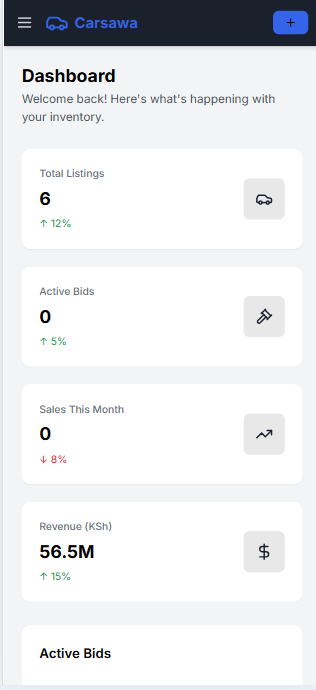 Carsawa
+
Dashboard
Welcome back! Here's what's happening with
your inventory.
Total Listings
6
↑ 12%
Active Bids
0
↑ 5%
Sales This Month
0
↓ 8%
Revenue (KSh)
56.5M
↑ 15%
$
Active Bids